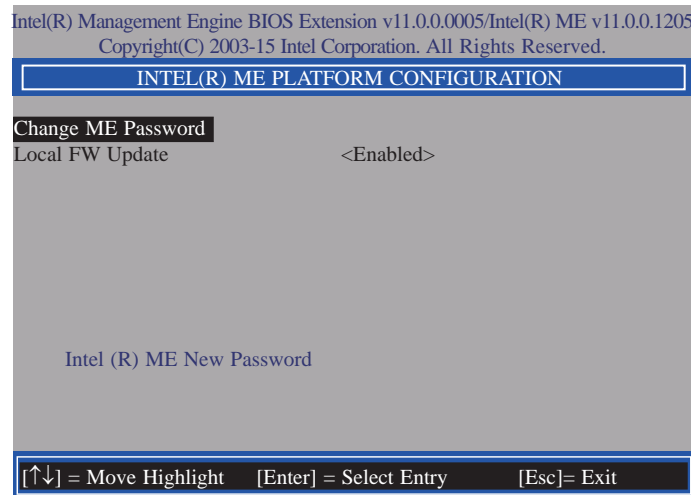 Intel(R) Management Engine BIOS Extension v11.0.0.0005/Intel(R) ME v11.0.0.1205
Copyright(C) 2003-15 Intel Corporation. All Rights Reserved.
INTEL(R) ME PLATFORM CONFIGURATION
Change ME Password
Local FW Update <Enabled>
Intel (R) ME New Password
[↑↓] = Move Highlight [Enter] = Select Entry [Esc]= Exit